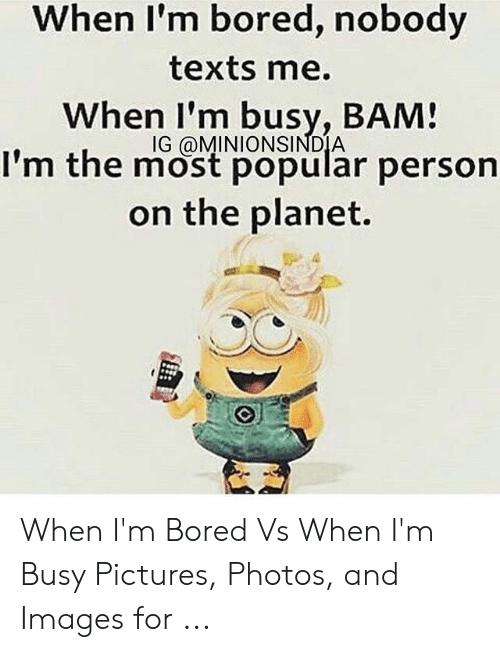 When I'm bored, nobody
texts me.
When I'm busy, BAM!
IG @MINIONSINDIA
I'm the most popular person
on the planet.
When I'm Bored Vs When I'm
Busy Pictures, Photos, and
Images for ...